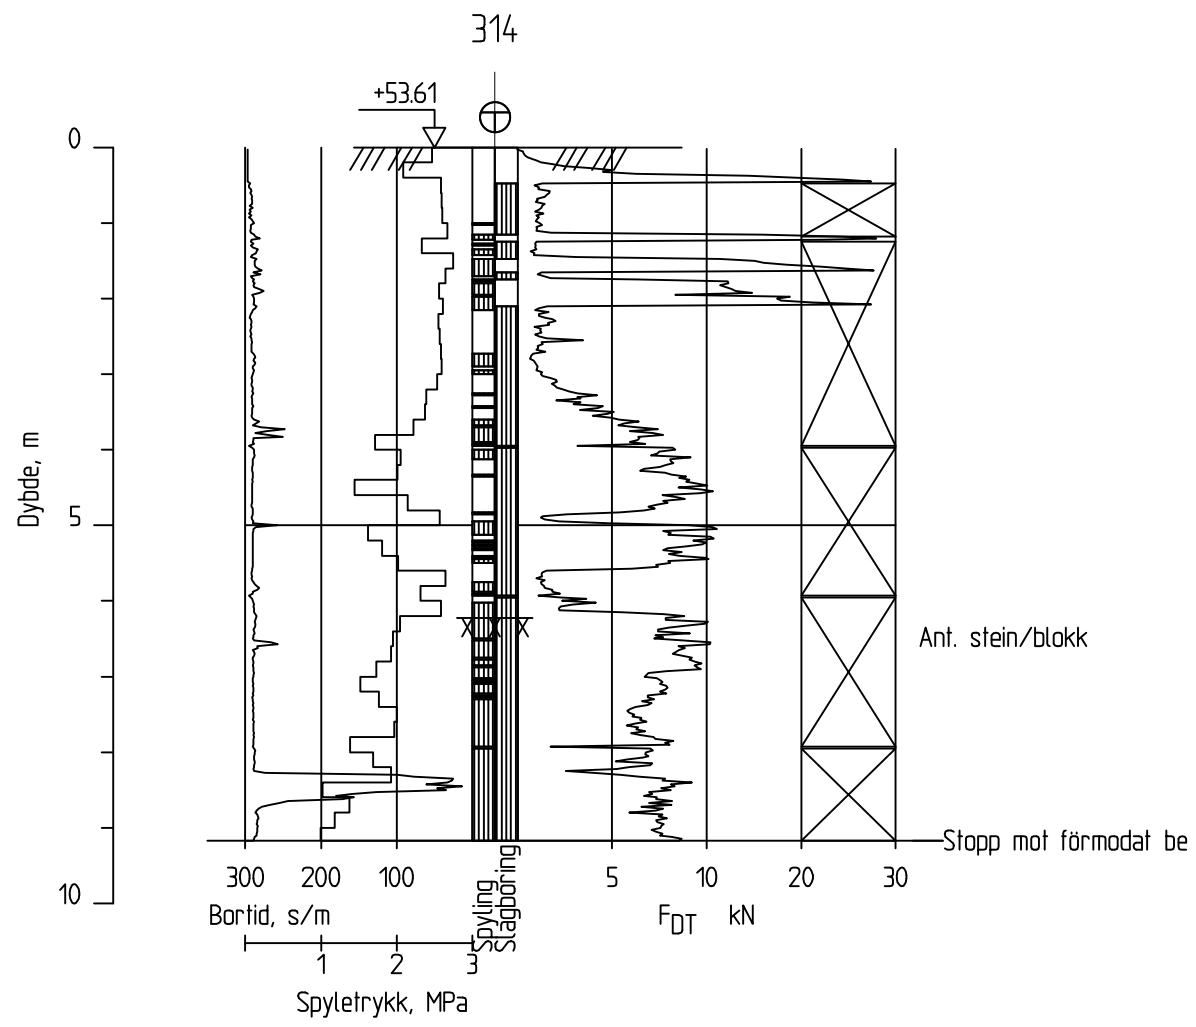 314
+53.61
0
Dybde, m
5
Ant. stein/blokk
Stopp mot förmodat be
300 200 100 5 10 20 30
10
Spyling
Slagboring
Bortid, s/m
F_DT kN
1 2 3
Spyletrykk, MPa